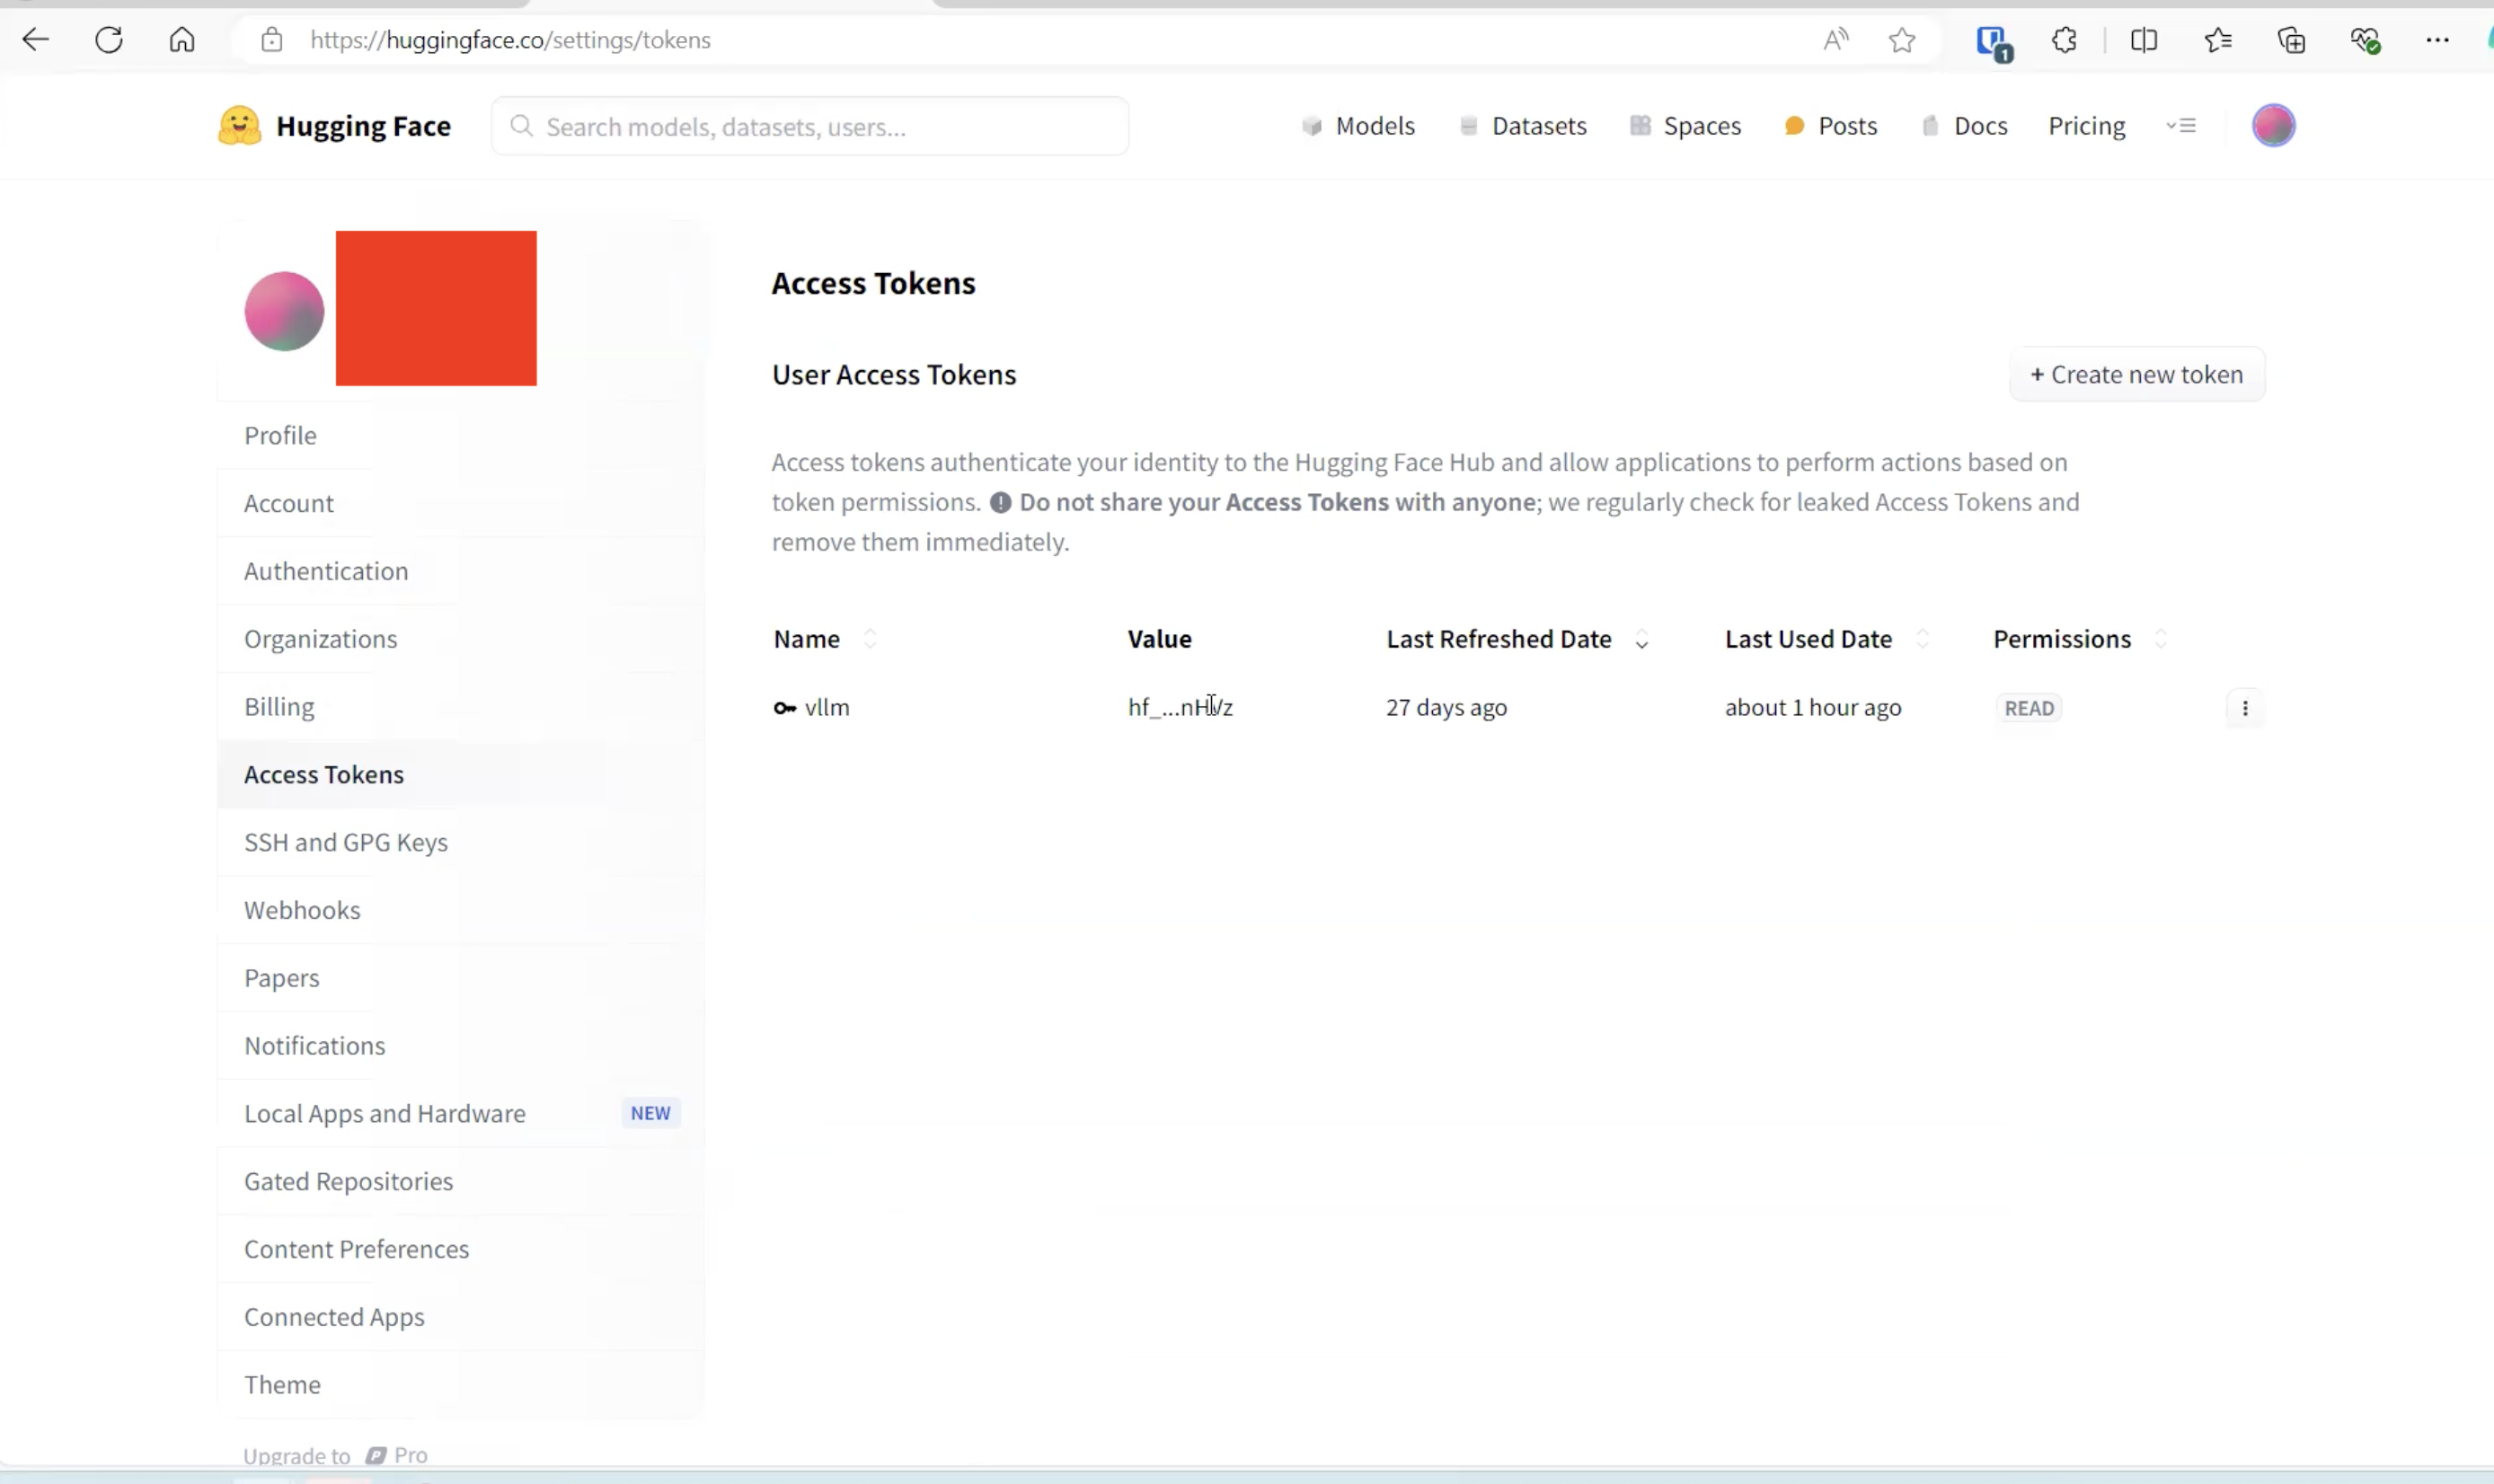 https://huggingface.co/settings/tokens
1
Hugging Face
Search models, datasets, users...
Models
Datasets
Spaces
Posts
Docs
Pricing
Access Tokens
User Access Tokens
+ Create new token
Access tokens authenticate your identity to the Hugging Face Hub and allow applications to perform actions based on
token permissions. Do not share your Access Tokens with anyone; we regularly check for leaked Access Tokens and
remove them immediately.
Name Value Last Refreshed Date Last Used Date Permissions
vllm 27 days ago about 1 hour ago READ
Profile
Account
Authentication
Organizations
Billing
Access Tokens
SSH and GPG Keys
Webhooks
Papers
Notifications
Local Apps and Hardware NEW
Gated Repositories
Content Preferences
Connected Apps
Theme
Upgrade to Pro